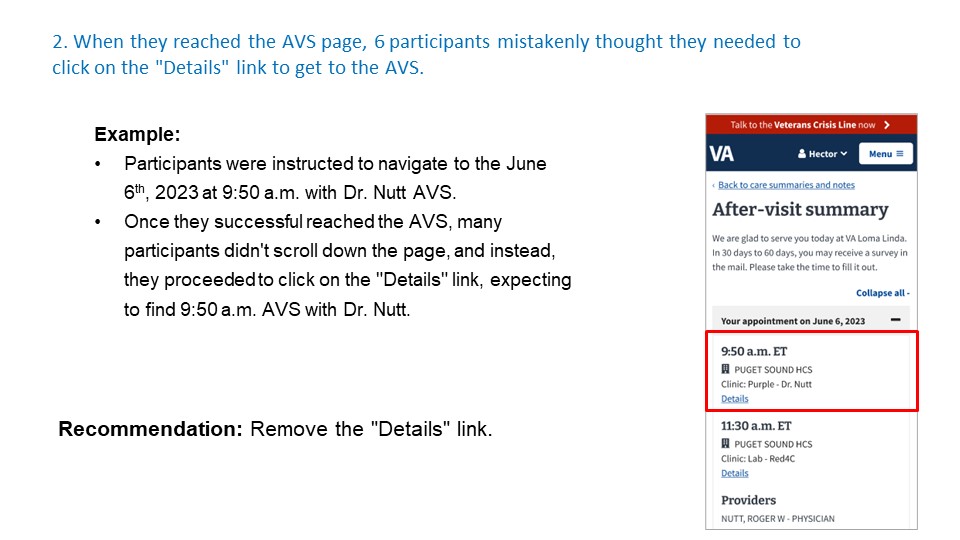 2. When they reached the AVS page, 6 participants mistakenly thought they needed to
click on the "Details" link to get to the AVS.
Example:
• Participants were instructed to navigate to the June
6th, 2023 at 9:50 a.m. with Dr. Nutt AVS.
• Once they successful reached the AVS, many
participants didn't scroll down the page, and instead,
they proceeded to click on the "Details" link, expecting
to find 9:50 a.m. AVS with Dr. Nutt.
Recommendation: Remove the "Details" link.
Talk to the Veterans Crisis Line now
VA Hector Menu
‹ Back to care summaries and notes
After-visit summary
We are glad to serve you today at VA Loma Linda.
In 30 days to 60 days, you may receive a survey in
the mail. Please take the time to fill it out.
Collapse all -
Your appointment on June 6, 2023
9:50 a.m. ET
PUGET SOUND HCS
Clinic: Purple - Dr. Nutt
Details
11:30 a.m. ET
PUGET SOUND HCS
Clinic: Lab - Red4C
Details
Providers
NUTT, ROGER W - PHYSICIAN